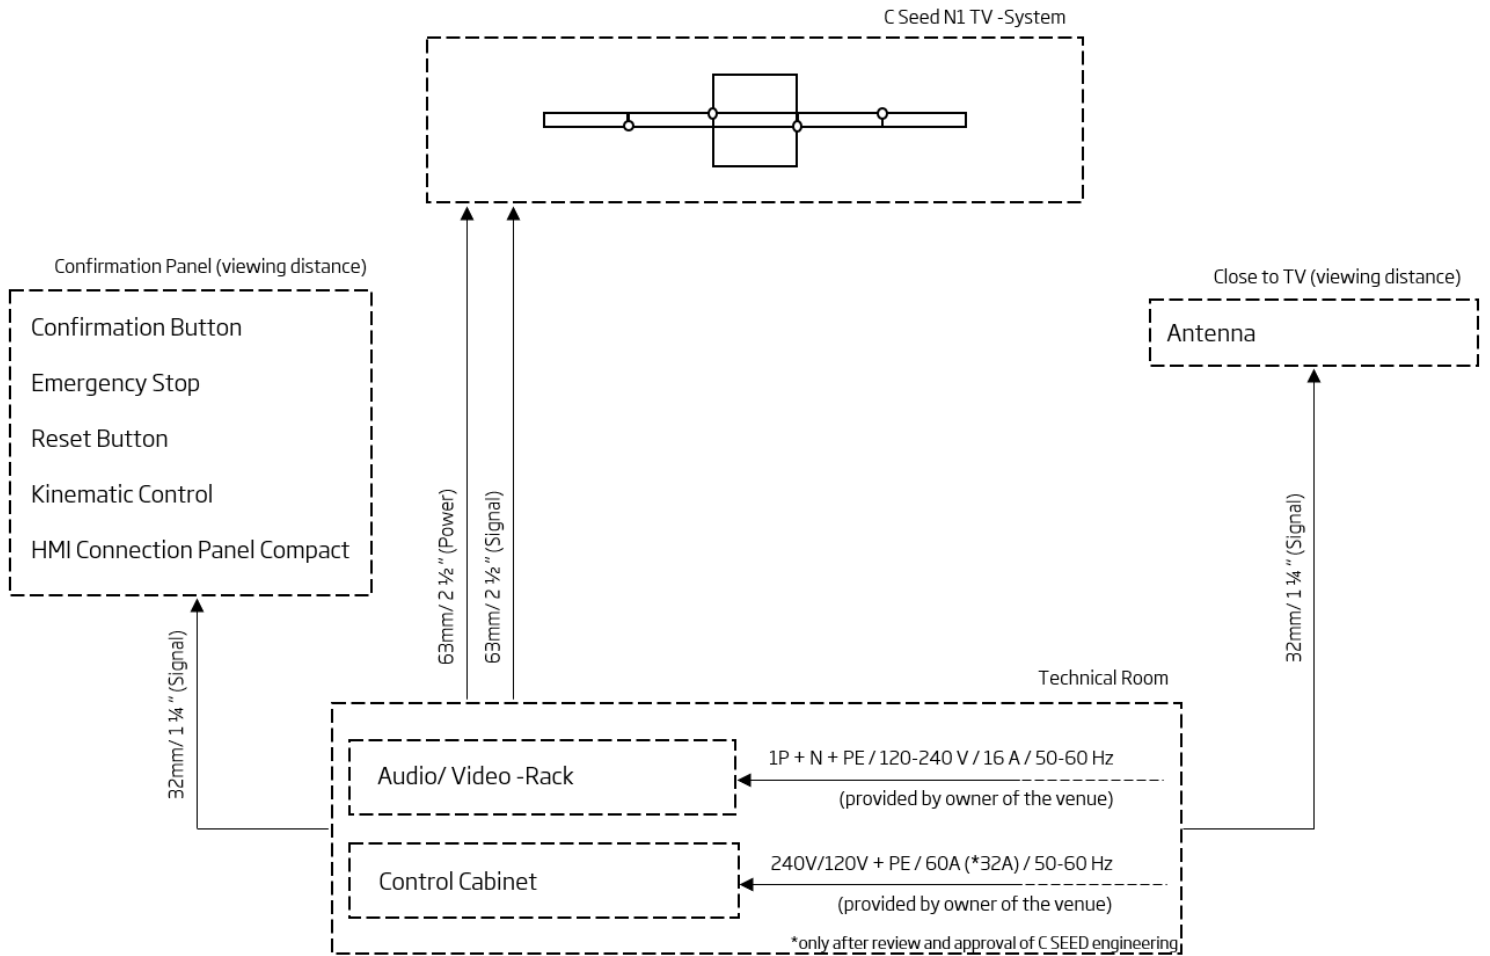 C Seed N1 TV -System
Confirmation Panel (viewing distance)
Confirmation Button
Emergency Stop
Reset Button
Kinematic Control
HMI Connection Panel Compact
Close to TV (viewing distance)
Antenna
32mm/ 1 ¼ “ (Signal)
63mm/ 2 ½ “ (Power)
63mm/ 2 ½ “ (Signal)
32mm/ 1 ¼ “ (Signal)
Technical Room
Audio/ Video -Rack
1P + N + PE / 120-240 V / 16 A / 50-60 Hz
(provided by owner of the venue)
Control Cabinet
240V/120V + PE / 60A (*32A) / 50-60 Hz
(provided by owner of the venue)
*only after review and approval of C SEED engineering